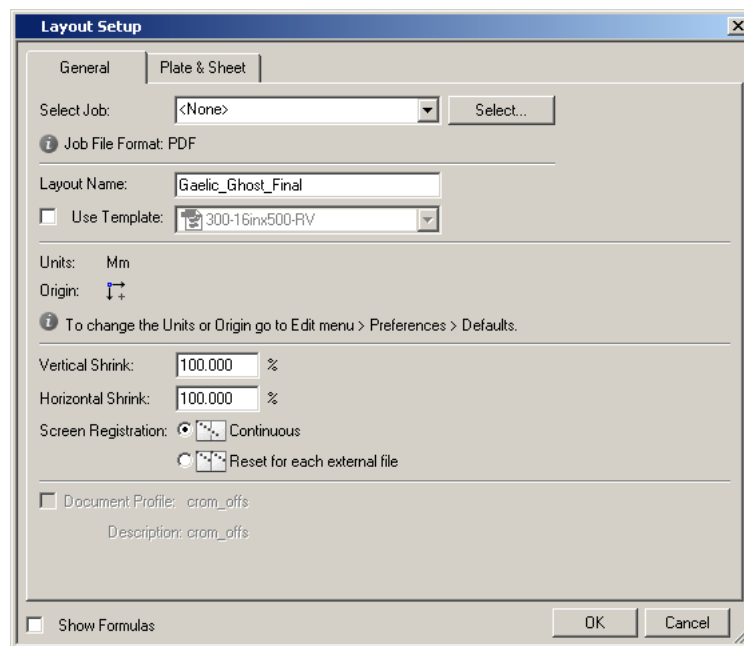 Layout Setup
General Plate & Sheet
Select Job: <None> Select...
Job File Format: PDF
Layout Name: Gaelic_Ghost_Final
Use Template: 300-16inx500-RV
Units: Mm
Origin:
To change the Units or Origin go to Edit menu > Preferences > Defaults.
Vertical Shrink: 100.000 %
Horizontal Shrink: 100.000 %
Screen Registration: Continuous
Reset for each external file
Document Profile: crom_offs
Description: crom_offs
Show Formulas OK Cancel